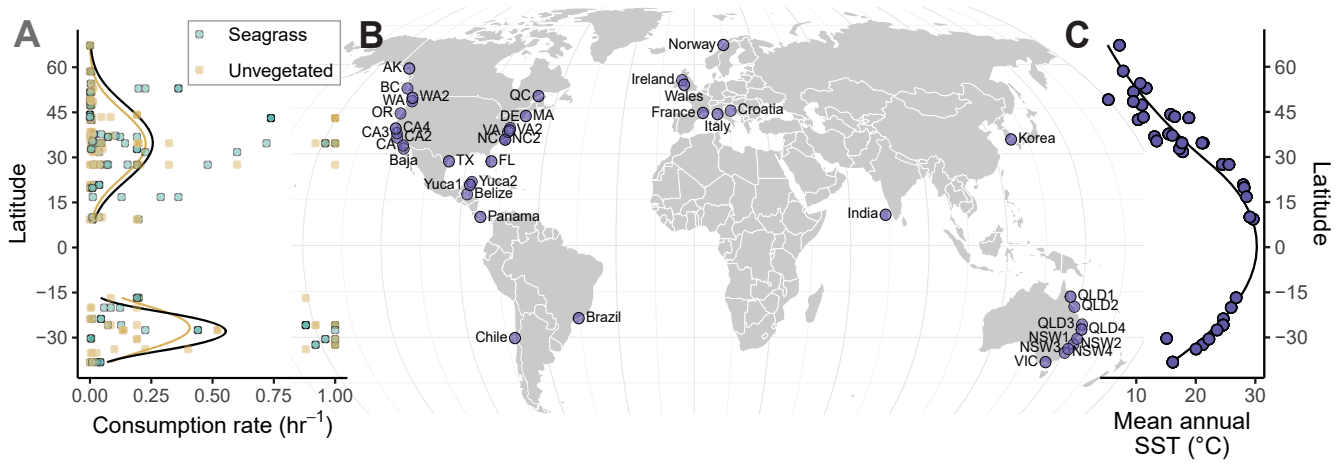 A
Seagrass
Unvegetated
Latitude
60
45
30
15
0
−15
−30
0.00 0.25 0.50 0.75 1.00
Consumption rate (hr−1)
B
Norway
AK
Ireland
BC
Wales
WA
WA2
QC
OR
DE
MA
France
Croatia
Italy
CA4
VA
VA2
CA3
CA2
NC
NC2
Korea
CA
Baja
TX
FL
Yuca1
Yuca2
Belize
Panama
India
QLD1
QLD2
Brazil
QLD3
QLD4
Chile
NSW1
NSW2
NSW3
NSW4
VIC
C
60
45
30
15
0
−15
−30
Latitude
10 20 30
Mean annual
SST (°C)